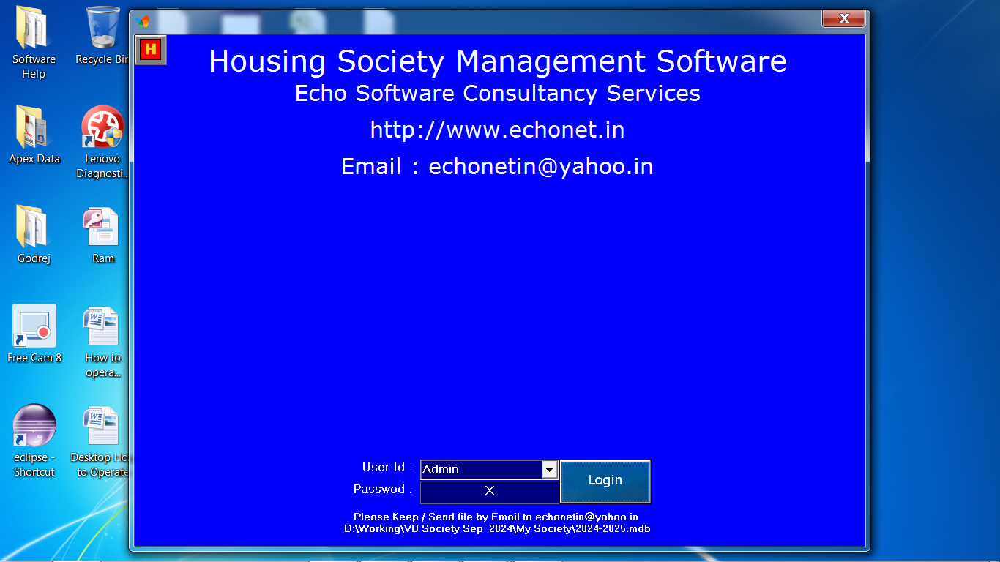 Software
Help
Recycle Bin
Apex Data
Lenovo
Diagnosti...
Godrej
Ram
Free Cam 8
How to
opera...
eclipse -
Shortcut
Desktop Ho
to Operate
X
H
Housing Society Management Software
Echo Software Consultancy Services
http://www.echonet.in
Email : echonetin@yahoo.in
User Id :
Admin
Passwod :
X
Login
Please Keep / Send file by Email to echonetin@yahoo.in
D:\Working\VB Society Sep  2024\My Society\2024-2025.mdb